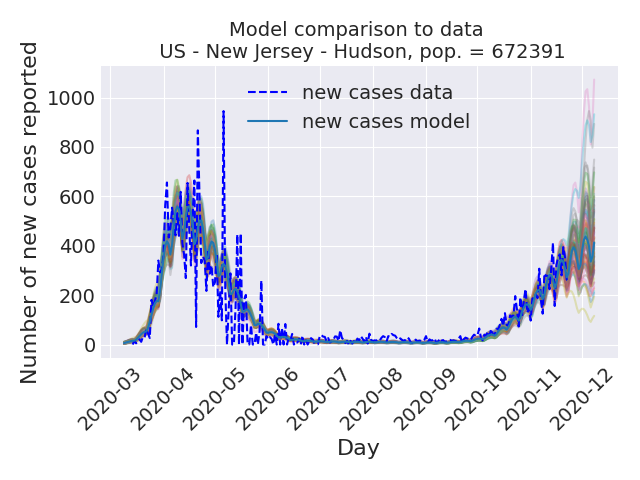 Model comparison to data
US - New Jersey - Hudson, pop. = 672391
Number of new cases reported
1000
800
600
400
200
0
new cases data
new cases model
2020-03
2020-04
2020-05
2020-06
2020-07
2020-08
2020-09
2020-10
2020-11
2020-12
Day